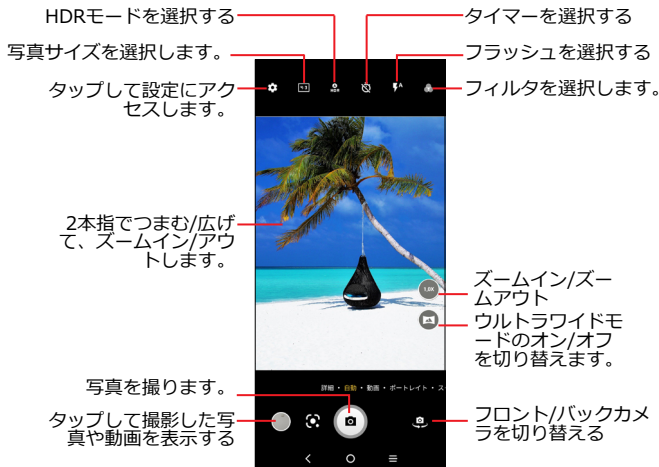 HDRモードを選択する
タイマーを選択する
写真サイズを選択します。
フラッシュを選択する
タップして設定にアク
セスします。
フィルタを選択します。
4:3
HDR
A
2本指でつまむ/広げ
て、ズームイン/アウ
トします。
1.0X
ズームイン/ズー
ムアウト
ウルトラワイドモ
ードのオン/オフ
を切り替えます。
写真を撮ります。
詳細・自動・動画・ポートレイト・ス
タップして撮影した写
真や動画を表示する
フロント/バックカメ
ラを切り替える